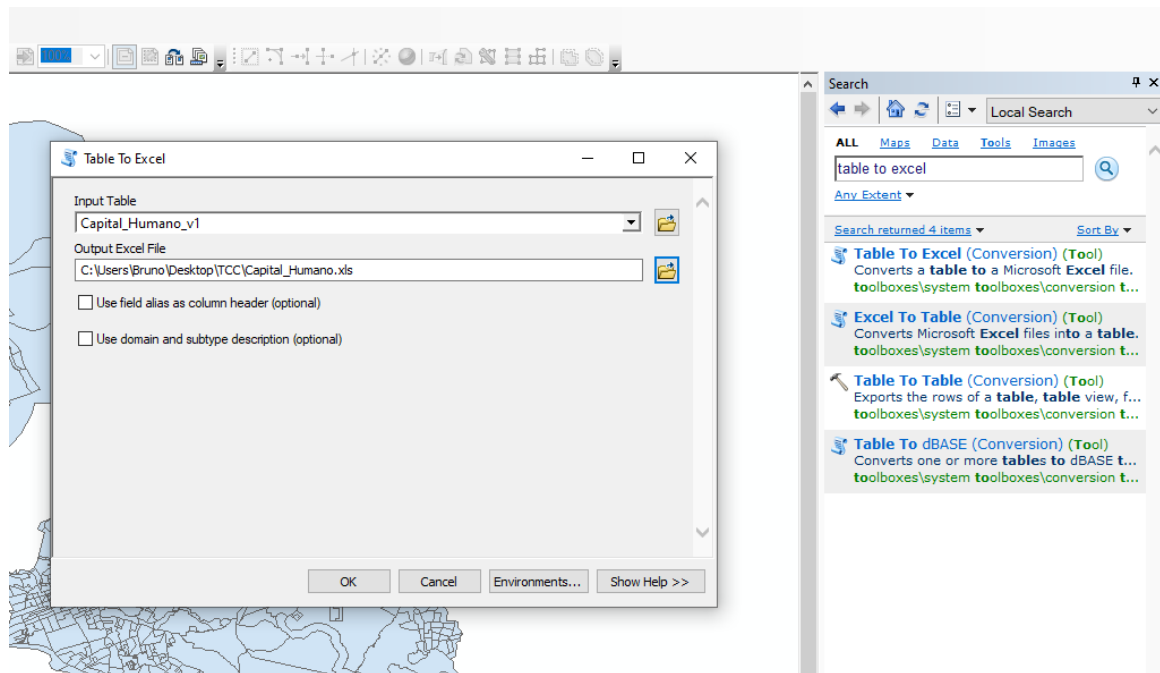 100%
Search
Local Search
ALL Maps Data Tools Images
table to excel
Any Extent
Search returned 4 items Sort By
Table To Excel (Conversion) (Tool)
Converts a table to a Microsoft Excel file.
toolboxes\system toolboxes\conversion t...
Excel To Table (Conversion) (Tool)
Converts Microsoft Excel files into a table.
toolboxes\system toolboxes\conversion t...
Table To Table (Conversion) (Tool)
Exports the rows of a table, table view, f...
toolboxes\system toolboxes\conversion t...
Table To dBASE (Conversion) (Tool)
Converts one or more tables to dBASE t...
toolboxes\system toolboxes\conversion t...
Table To Excel
Input Table
Capital_Humano_v1
Output Excel File
C:\Users\Bruno\Desktop\TCC\Capital_Humano.xls
Use field alias as column header (optional)
Use domain and subtype description (optional)
OK Cancel Environments... Show Help >>